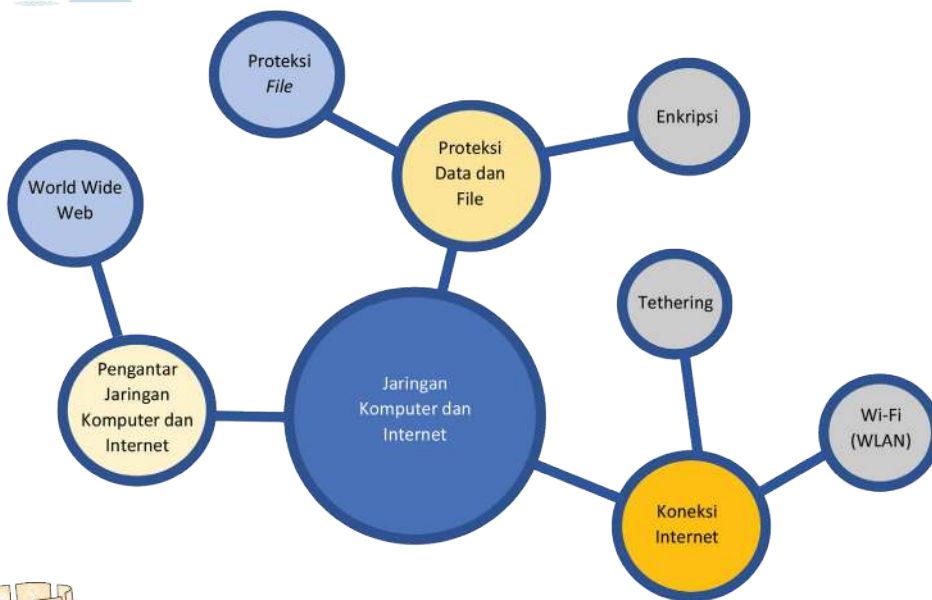 Proteksi
File
Enkripsi
Proteksi
Data dan
File
World Wide
Web
Tethering
Pengantar
Jaringan
Komputer dan
Internet
Jaringan
Komputer dan
Internet
Wi-Fi
(WLAN)
Koneksi
Internet